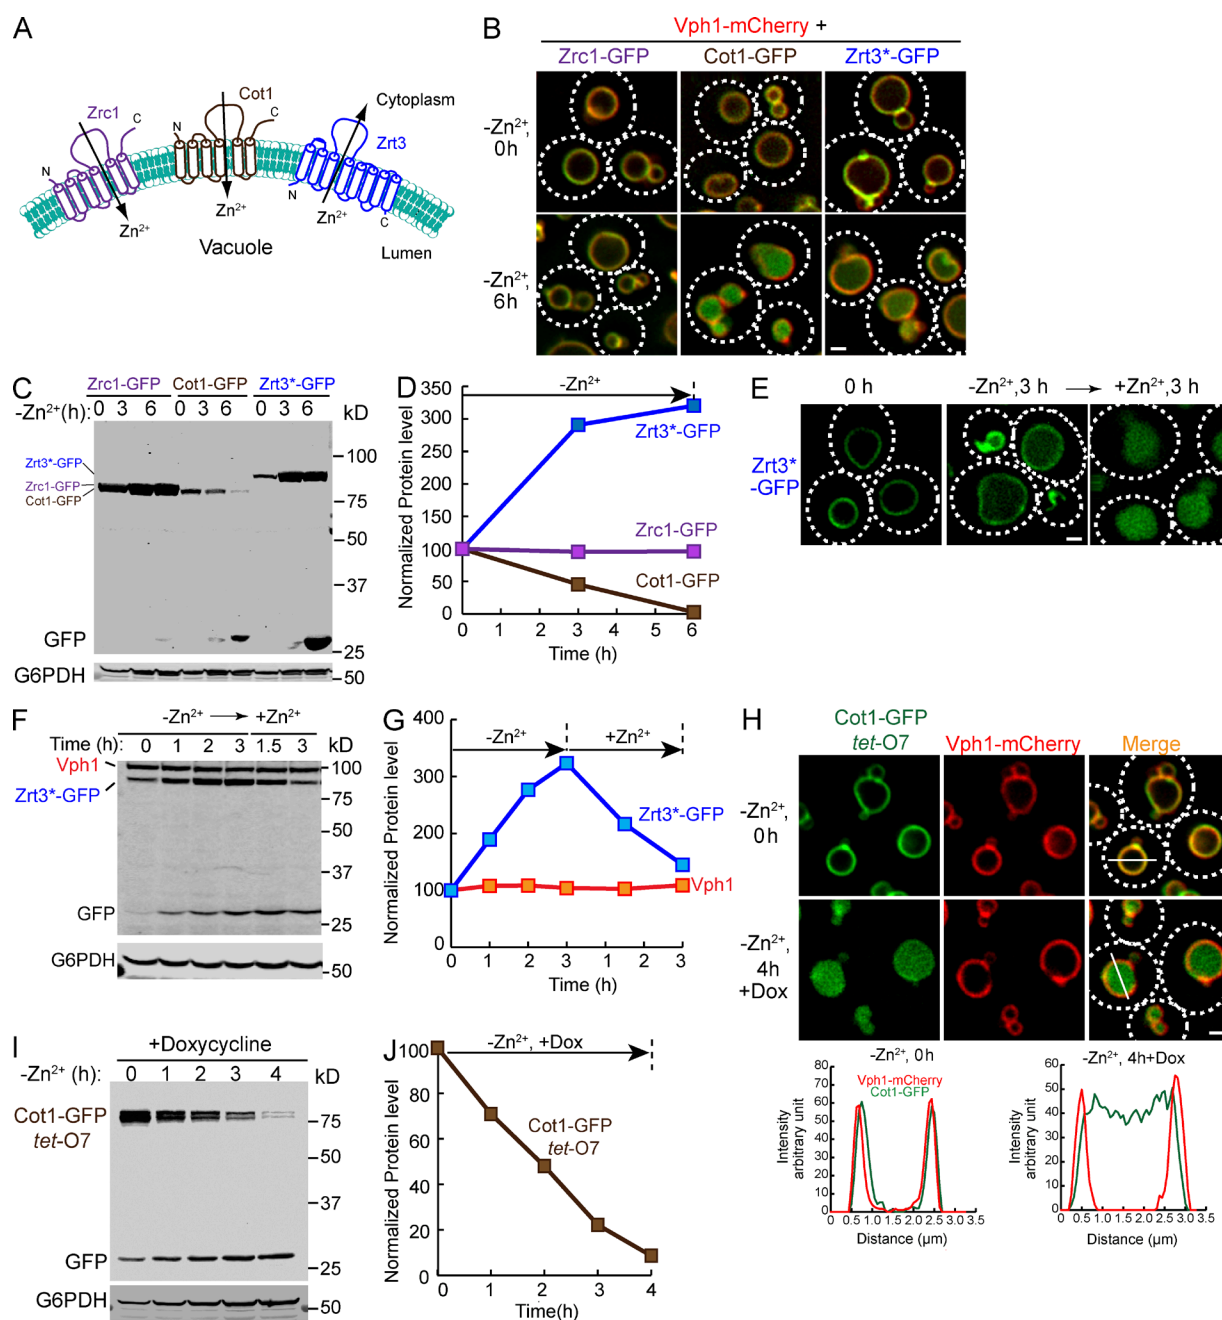 A
Cot1
Cytoplasm
Zrc1
C
N
C
Zrt3
N
N
Zn2+
Zn2+
Zn2+
C
Vacuole
Lumen
B
Vph1-mCherry +
Zrc1-GFP
Cot1-GFP
Zrt3*-GFP
-Zn2+,
0h
-Zn2+,
6h
C
Zrc1-GFP Cot1-GFP Zrt3*-GFP
-Zn2+(h): 0 3 6 0 3 6 0 3 6 kD
Zrt3*-GFP
Zrc1-GFP
Cot1-GFP
100
75
50
37
GFP
25
G6PDH
50
D
Normalized Protein level
350
300
250
200
150
100
50
0
-Zn2+
Zrt3*-GFP
Zrc1-GFP
Cot1-GFP
0 1 2 3 4 5 6
Time (h)
E
0 h
-Zn2+,3 h
+Zn2+,3 h
Zrt3*
-GFP
F
-Zn2+
+Zn2+
Time (h): 0 1 2 3 1.5 3 kD
Vph1
Zrt3*-GFP
100
75
50
37
GFP
25
G6PDH
50
G
Normalized Protein level
400
300
200
100
0
-Zn2+
+Zn2+
Zrt3*-GFP
Vph1
0 1 2 3 1 2 3
Time (h)
H
Cot1-GFP
tet-O7
Vph1-mCherry
Merge
-Zn2+,
0h
-Zn2+,
4h
+Dox
-Zn2+, 0h
Vph1-mCherry
Cot1-GFP
Intensity
arbitrary unit
80
70
60
50
40
30
20
10
0
0 0.5 1.0 1.5 2.0 2.5 3.0 3.5
Distance (μm)
-Zn2+, 4h+Dox
Intensity
arbitrary unit
60
50
40
30
20
10
0
0 0.5 1.0 1.5 2.0 2.5 3.0 3.5
Distance (μm)
I
+Doxycycline
-Zn2+ (h): 0 1 2 3 4 kD
Cot1-GFP
tet-O7
75
50
37
GFP
25
G6PDH
50
J
Normalized Protein level
100
80
60
40
20
0
-Zn2+, +Dox
Cot1-GFP
tet-O7
0 1 2 3 4
Time(h)